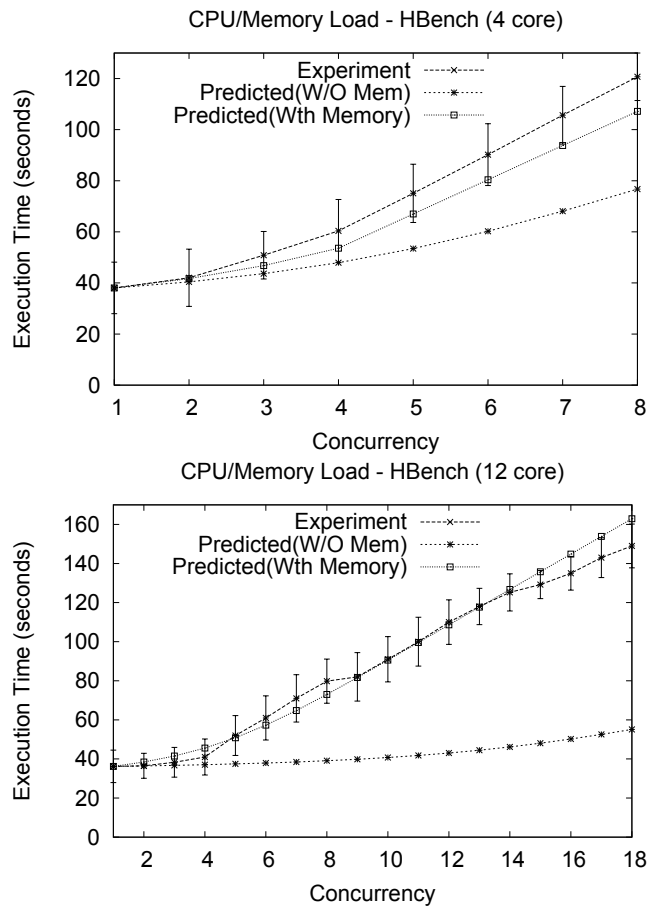 CPU/Memory Load - HBench (4 core)
Experiment
Predicted(W/O Mem)
Predicted(Wth Memory)
120
100
80
60
40
20
0
Execution Time (seconds)
1 2 3 4 5 6 7 8
Concurrency
CPU/Memory Load - HBench (12 core)
Experiment
Predicted(W/O Mem)
Predicted(Wth Memory)
160
140
120
100
80
60
40
20
0
Execution Time (seconds)
2 4 6 8 10 12 14 16 18
Concurrency